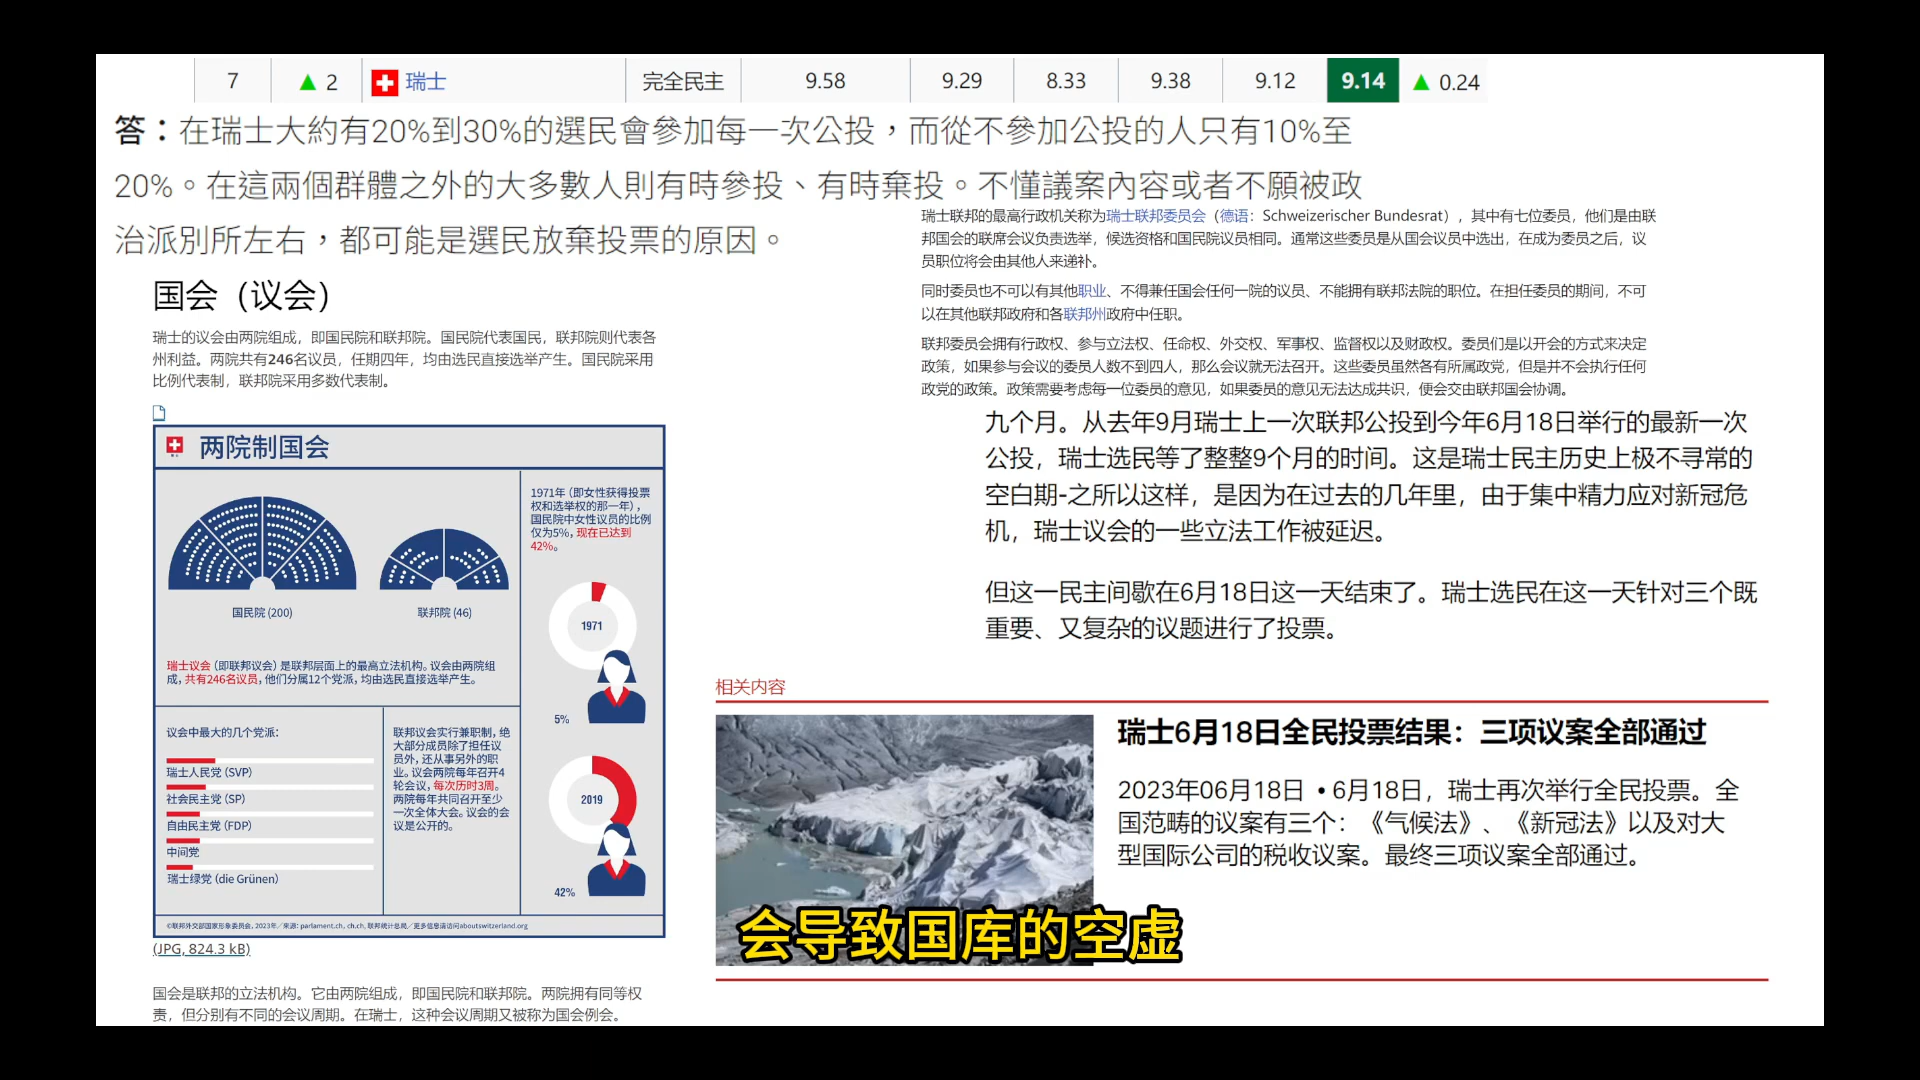 7 ▲ 2 瑞士 完全民主 9.58 9.29 8.33 9.38 9.12 9.14 ▲ 0.24
答：在瑞士大約有20%到30%的選民會參加每一次公投，而從不參加公投的人只有10%至
20%。在這兩個群體之外的大多數人則有時參投、有時棄投。不懂議案內容或者不願被政
治派別所左右，都可能是選民放棄投票的原因。
国会（议会）
瑞士的议会由两院组成，即国民院和联邦院。国民院代表国民，联邦院则代表各
州利益。两院共有246名议员，任期四年，均由选民直接选举产生。国民院采用
比例代表制，联邦院采用多数代表制。
两院制国会
国民院 (200)
联邦院 (46)
瑞士议会（即联邦议会）是联邦层面上的最高立法机构。议会由两院组
成，共有246名议员，他们分属12个党派，均由选民直接选举产生。
1971年（即女性获得投票
权和选举权的那一年），
国民院中女性议员的比例
仅为5%，现在已达到
42%。
1971
5%
2019
42%
议会中最大的几个党派：
瑞士人民党 (SVP)
社会民主党 (SP)
自由民主党 (FDP)
中间党
瑞士绿党 (die Grünen)
联邦议会实行兼职制，绝
大部分成员除了担任议
员外，还从事另外的职
业。议会两院每年召开4
轮会议，每次历时3周。
两院每年共同召开至少
一次全体大会。议会的会
议是公开的。
©联邦外交部国家形象委员会，2023年／来源：parlament.ch, ch.ch, 联邦统计总局／更多信息请访问aboutswitzerland.org
(JPG, 824.3 kB)
国会是联邦的立法机构。它由两院组成，即国民院和联邦院。两院拥有同等权
责，但分别有不同的会议周期。在瑞士，这种会议周期又被称为国会例会。
瑞士联邦的最高行政机关称为瑞士联邦委员会（德语：Schweizerischer Bundesrat），其中有七位委员，他们是由联
邦国会的联席会议负责选举，候选资格和国民院议员相同。通常这些委员是从国会议员中选出，在成为委员之后，议
员职位将会由其他人来递补。
同时委员也不可以有其他职业、不得兼任国会任何一院的议员、不能拥有联邦法院的职位。在担任委员的期间，不可
以在其他联邦政府和各联邦州政府中任职。
联邦委员会拥有行政权、参与立法权、任命权、外交权、军事权、监督权以及财政权。委员们是以开会的方式来决定
政策，如果参与会议的委员人数不到四人，那么会议就无法召开。这些委员虽然各有所属政党，但是并不会执行任何
政党的政策。政策需要考虑每一位委员的意见，如果委员的意见无法达成共识，便会交由联邦国会协调。
九个月。从去年9月瑞士上一次联邦公投到今年6月18日举行的最新一次
公投，瑞士选民等了整整9个月的时间。这是瑞士民主历史上极不寻常的
空白期-之所以这样，是因为在过去的几年里，由于集中精力应对新冠危
机，瑞士议会的一些立法工作被延迟。
但这一民主间歇在6月18日这一天结束了。瑞士选民在这一天针对三个既
重要、又复杂的议题进行了投票。
相关内容
瑞士6月18日全民投票结果：三项议案全部通过
2023年06月18日 • 6月18日，瑞士再次举行全民投票。全
国范畴的议案有三个：《气候法》、《新冠法》以及对大
型国际公司的税收议案。最终三项议案全部通过。
会导致国库的空虚